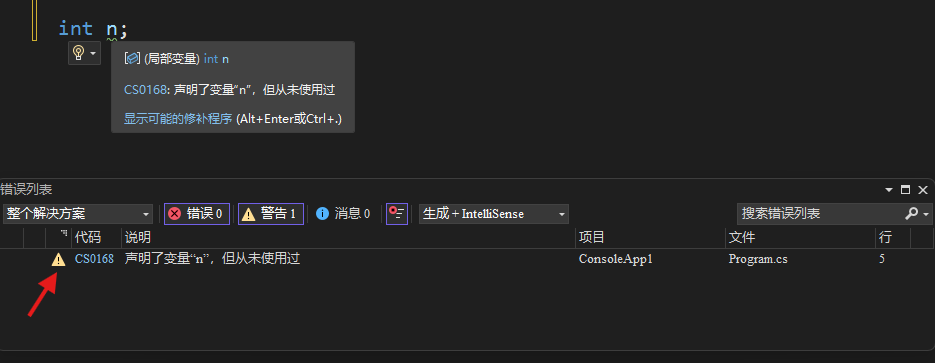 int n;
(局部变量) int n
CS0168: 声明了变量“n”，但从未使用过
显示可能的修补程序 (Alt+Enter或Ctrl+.)
错误列表
整个解决方案 错误 0 警告 1 消息 0 生成 + IntelliSense 搜索错误列表
代码 说明 项目 文件 行
CS0168 声明了变量“n”，但从未使用过 ConsoleApp1 Program.cs 5